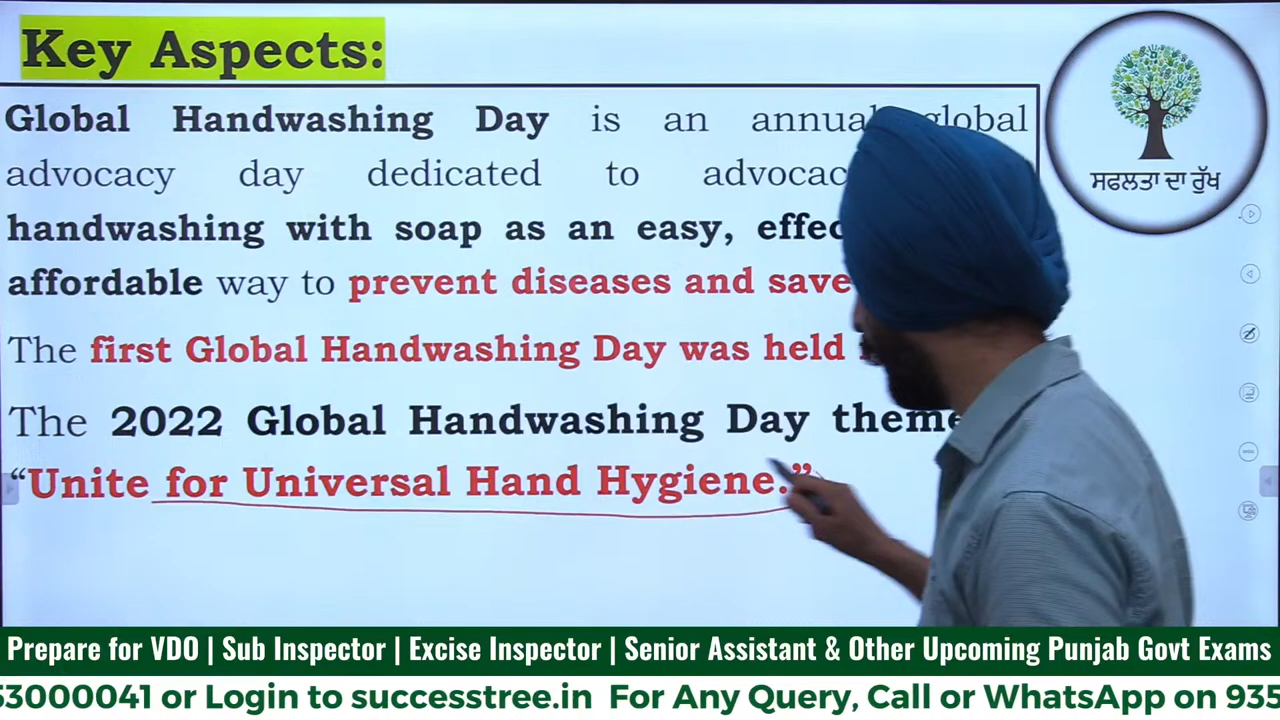 Key Aspects:
Global Handwashing Day is an annual global
advocacy day dedicated to
handwashing with soap as an easy,
affordable way to prevent diseases and save
The first Global Handwashing Day was held
The 2022 Global Handwashing Day theme
“Unite for Universal Hand Hygiene.”
ਸਫਲਤਾ ਦਾ ਰੁੱਖ
Prepare for VDO | Sub Inspector | Excise Inspector | Senior Assistant & Other Upcoming Punjab Govt Exams
53000041 or Login to successtree.in For Any Query, Call or WhatsApp on 935